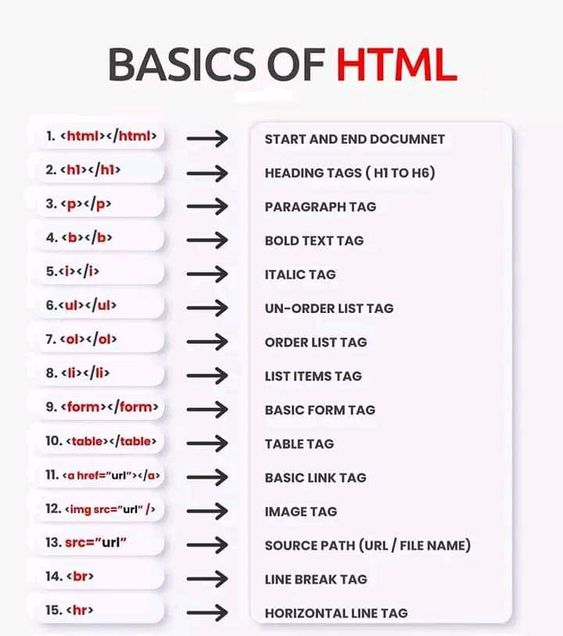 BASICS OF HTML
1. <html></html> → START AND END DOCUMNET
2. <h1></h1> → HEADING TAGS ( H1 TO H6)
3. <p></p> → PARAGRAPH TAG
4. <b></b> → BOLD TEXT TAG
5.<i></i> → ITALIC TAG
6.<ul></ul> → UN-ORDER LIST TAG
7. <ol></ol> → ORDER LIST TAG
8. <li></li> → LIST ITEMS TAG
9. <form></form> → BASIC FORM TAG
10. <table></table> → TABLE TAG
11. <a href="url"></a> → BASIC LINK TAG
12. <img src="url" /> → IMAGE TAG
13. src="url" → SOURCE PATH (URL / FILE NAME)
14. <br> → LINE BREAK TAG
15. <hr> → HORIZONTAL LINE TAG